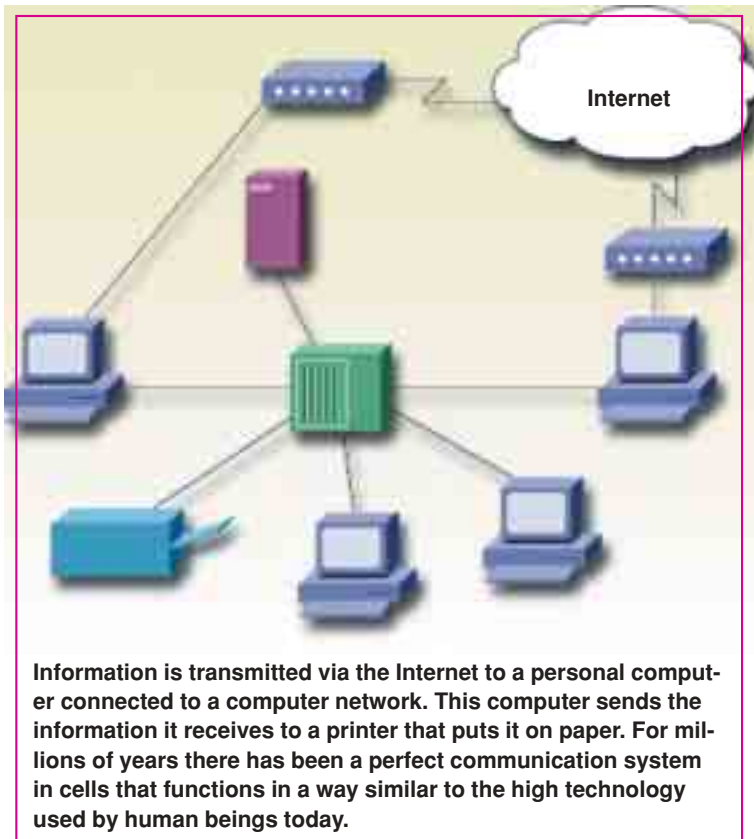 Internet
Information is transmitted via the Internet to a personal comput-
er connected to a computer network. This computer sends the
information it receives to a printer that puts it on paper. For mil-
lions of years there has been a perfect communication system
in cells that functions in a way similar to the high technology
used by human beings today.